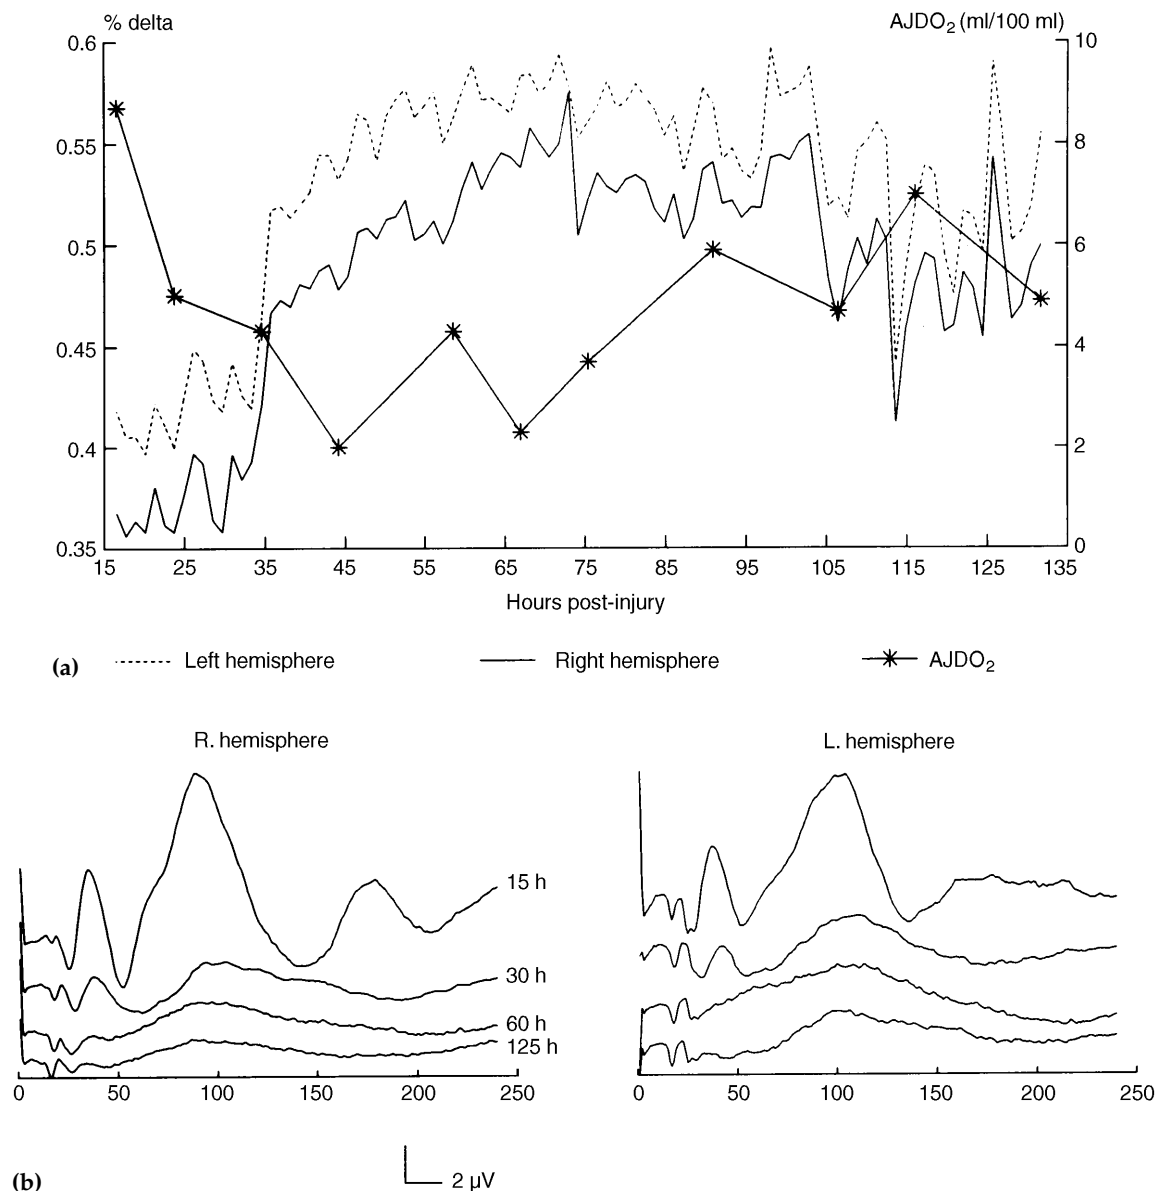 % delta
AJDO₂ (ml/100 ml)
0.6
0.55
0.5
0.45
0.4
0.35
10
8
6
4
2
0
15 25 35 45 55 65 75 85 95 105 115 125 135
Hours post-injury
(a) Left hemisphere Right hemisphere AJDO₂
R. hemisphere
L. hemisphere
15 h
30 h
60 h
125 h
0 50 100 150 200 250
0 50 100 150 200 250
(b) 2 µV